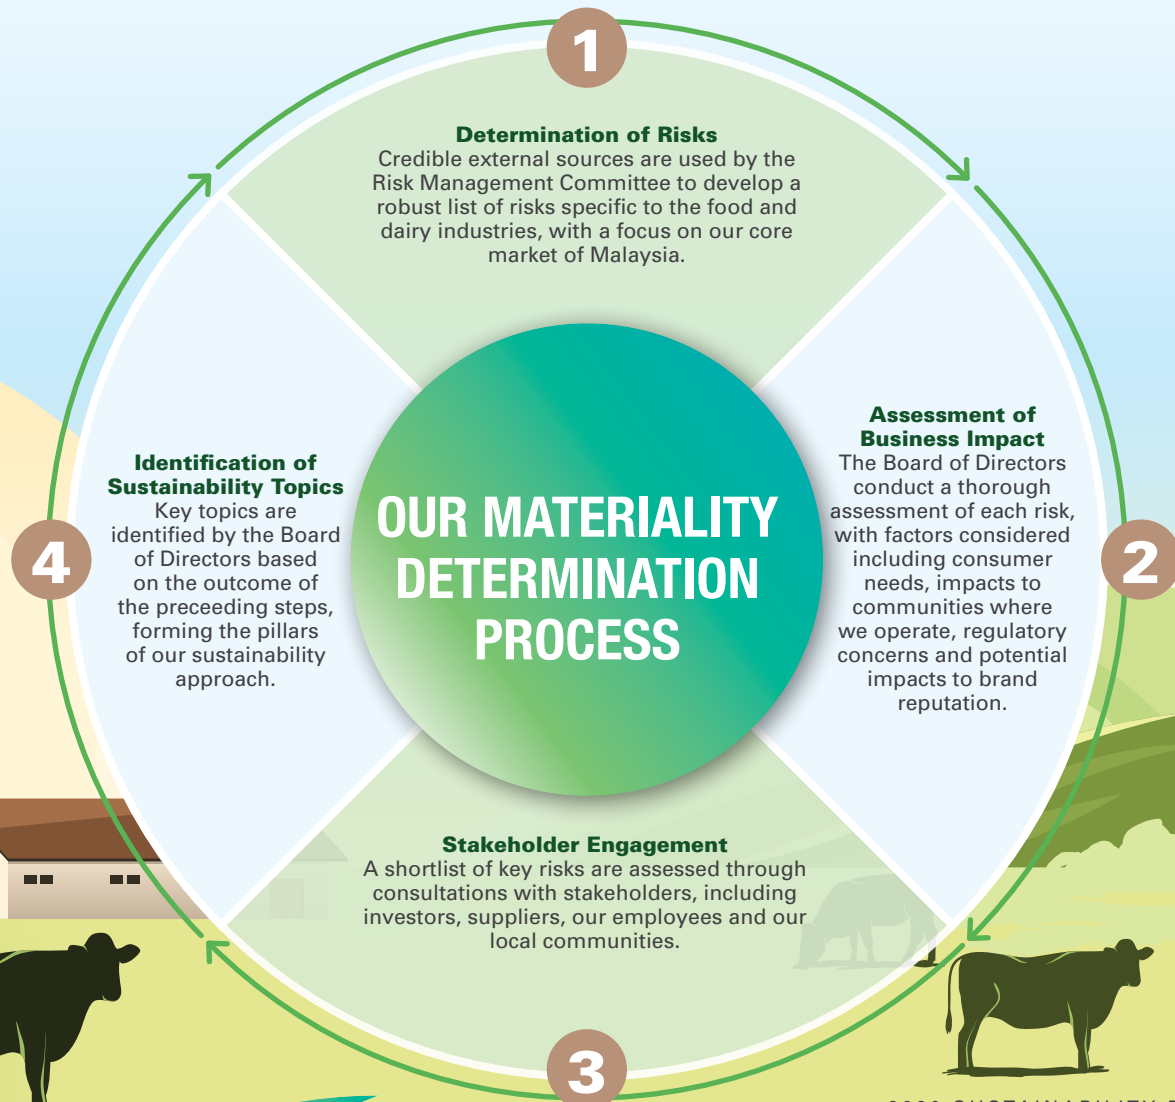 1
Determination of Risks
Credible external sources are used by the
Risk Management Committee to develop a
robust list of risks specific to the food and
dairy industries, with a focus on our core
market of Malaysia.
2
Assessment of
Business Impact
The Board of Directors
conduct a thorough
assessment of each risk,
with factors considered
including consumer
needs, impacts to
communities where
we operate, regulatory
concerns and potential
impacts to brand
reputation.
OUR MATERIALITY
DETERMINATION
PROCESS
3
Stakeholder Engagement
A shortlist of key risks are assessed through
consultations with stakeholders, including
investors, suppliers, our employees and our
local communities.
4
Identification of
Sustainability Topics
Key topics are
identified by the Board
of Directors based
on the outcome of
the preceeding steps,
forming the pillars
of our sustainability
approach.